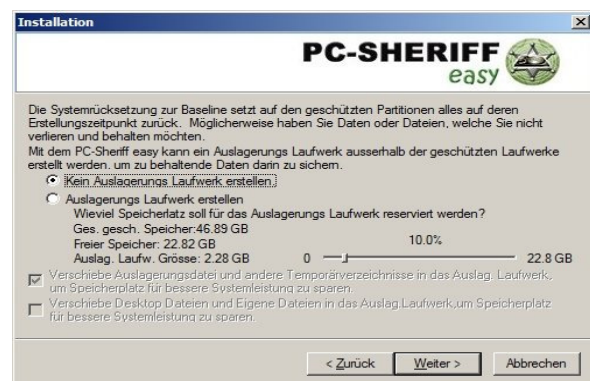 Installation
PC-SHERIFF
easy
Die Systemrücksetzung zur Baseline setzt auf den geschützten Partitionen alles auf deren
Erstellungszeitpunkt zurück. Möglicherweise haben Sie Daten oder Dateien, welche Sie nicht
verlieren und behalten möchten.
Mit dem PC-Sheriff easy kann ein Auslagerungs Laufwerk ausserhalb der geschützten Laufwerke
erstellt werden. um zu behaltende Daten darin zu sichern.
Kein Auslagerungs Laufwerk erstellen
Auslagerungs Laufwerk erstellen
Wieviel Speicherlatz soll für das Auslagerungs Laufwerk reserviert werden?
Ges. gesch. Speicher:46.89 GB
Freier Speicher: 22.82 GB
10.0%
Auslag. Laufw. Grösse: 2.28 GB 0 22.8 GB
Verschiebe Auslagerungsdatei und andere Temporärverzeichnisse in das Auslag. Laufwerk,
um Speicherplatz für bessere Systemleistung zu sparen.
Verschiebe Desktop Dateien und Eigene Dateien in das Auslag.Laufwerk,um Speicherplatz
für bessere Systemleistung zu sparen.
< Zurück Weiter > Abbrechen